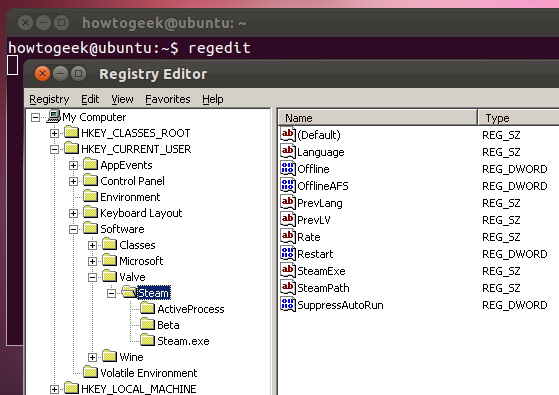 howtogeek@ubuntu: ~
howtogeek@ubuntu:~$ regedit
Registry Editor
Registry Edit View Favorites Help
My Computer
HKEY_CLASSES_ROOT
HKEY_CURRENT_USER
AppEvents
Control Panel
Environment
Keyboard Layout
Software
Classes
Microsoft
Valve
Steam
ActiveProcess
Beta
Steam.exe
Wine
Volatile Environment
HKEY_LOCAL_MACHINE
Name Type
(Default) REG_SZ
Language REG_SZ
Offline REG_DWORD
OfflineAFS REG_DWORD
PrevLang REG_SZ
PrevLV REG_SZ
Rate REG_SZ
Restart REG_DWORD
SteamExe REG_SZ
SteamPath REG_SZ
SuppressAutoRun REG_DWORD